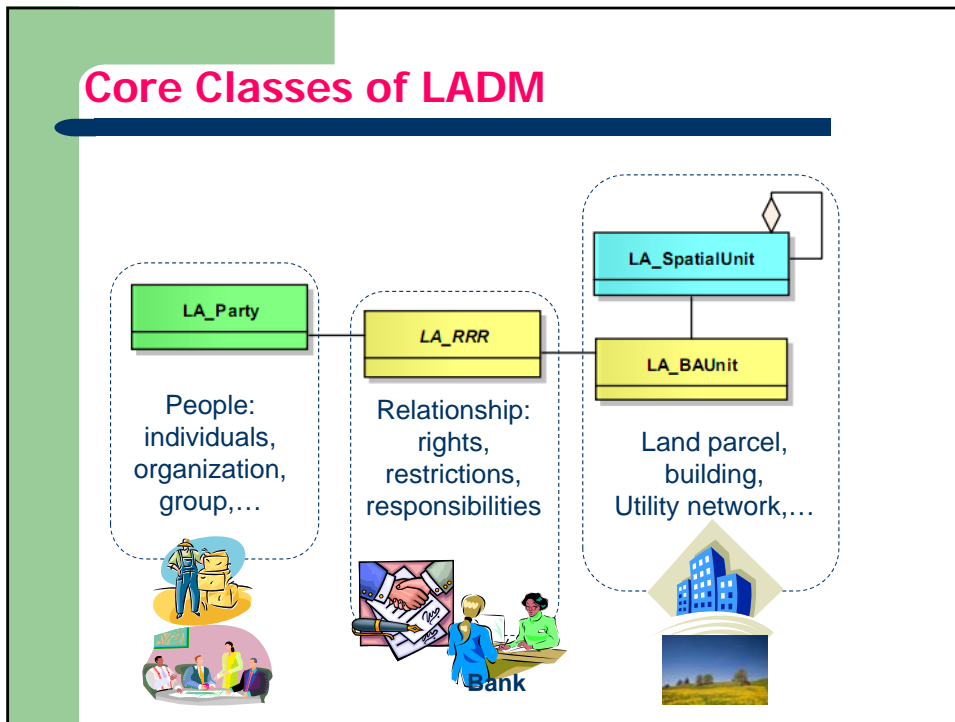 Core Classes of LADM
LA_Party
People:
individuals,
organization,
group,…
LA_RRR
Relationship:
rights,
restrictions,
responsibilities
Bank
LA_SpatialUnit
LA_BAUnit
Land parcel,
building,
Utility network,…